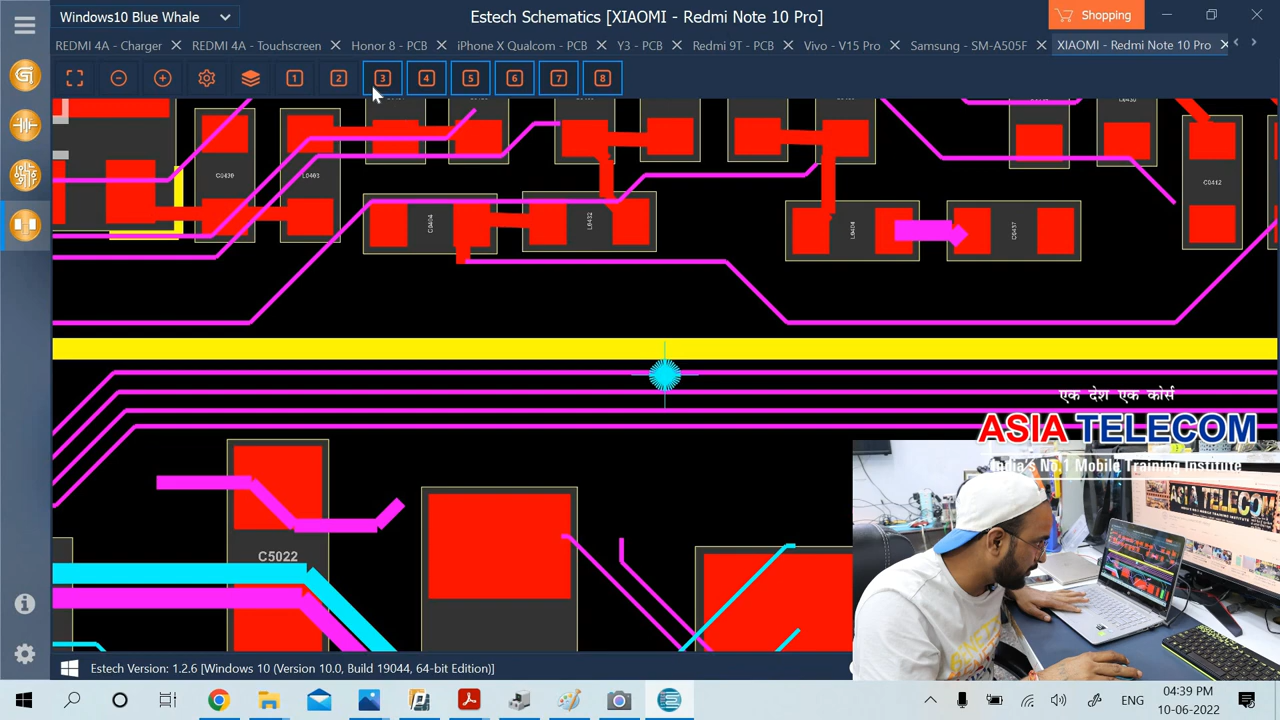 Windows10 Blue Whale
Estech Schematics [XIAOMI - Redmi Note 10 Pro]
Shopping
REDMI 4A - Charger
REDMI 4A - Touchscreen
Honor 8 - PCB
iPhone X Qualcom - PCB
Y3 - PCB
Redmi 9T - PCB
Vivo - V15 Pro
Samsung - SM-A505F
XIAOMI - Redmi Note 10 Pro
1 2 3 4 5 6 7 8
C5022
एक देश एक कोर्स
ASIA TELECOM
India's No.1 Mobile Training Institute
ASIA TELECOM
Estech Version: 1.2.6 [Windows 10 (Version 10.0, Build 19044, 64-bit Edition)]
ENG
04:39 PM
10-06-2022